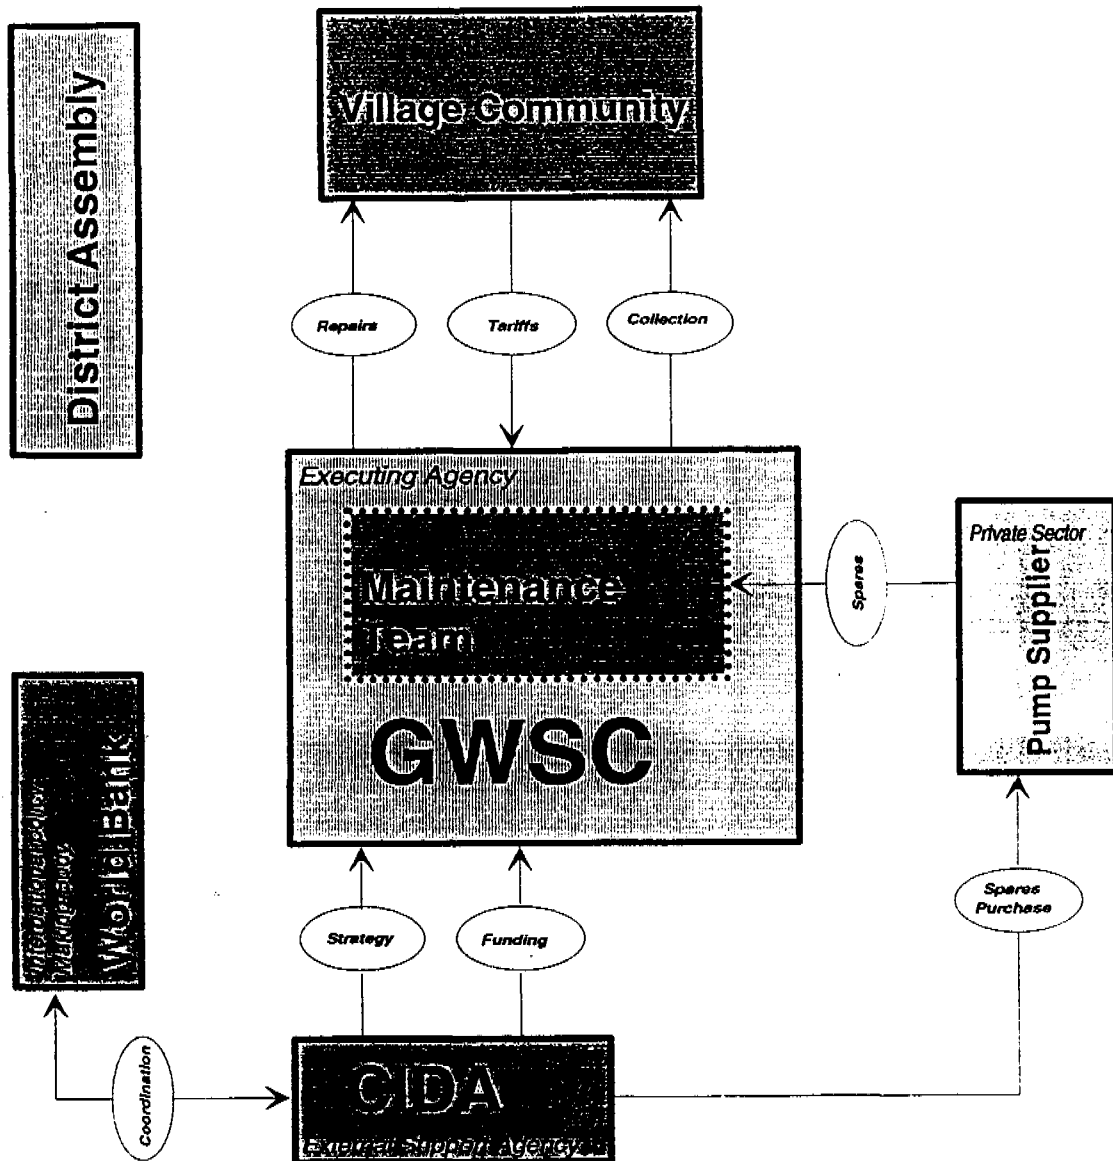 District Assembly
Village Community
Repairs
Tariffs
Collection
Executing Agency
Maintenance
Team
GWSC
Spares
Private Sector
Pump Supplier
World Bank
Strategy
Funding
Spares
Purchase
Coordination
CIDA
External Support Agency